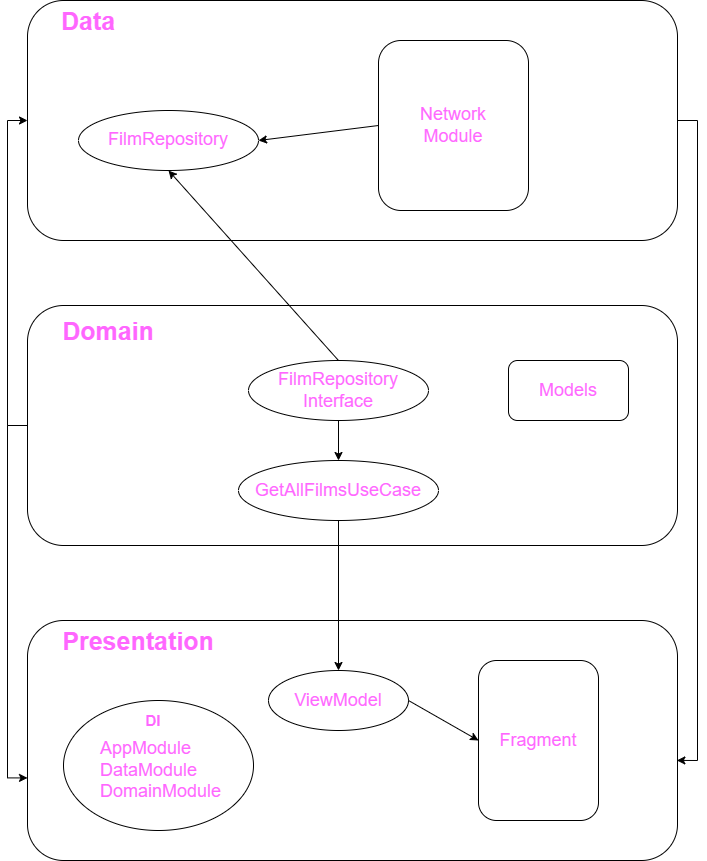 Data
FilmRepository
Network
Module
Domain
FilmRepository
Interface
Models
GetAllFilmsUseCase
Presentation
ViewModel
Fragment
DI
AppModule
DataModule
DomainModule